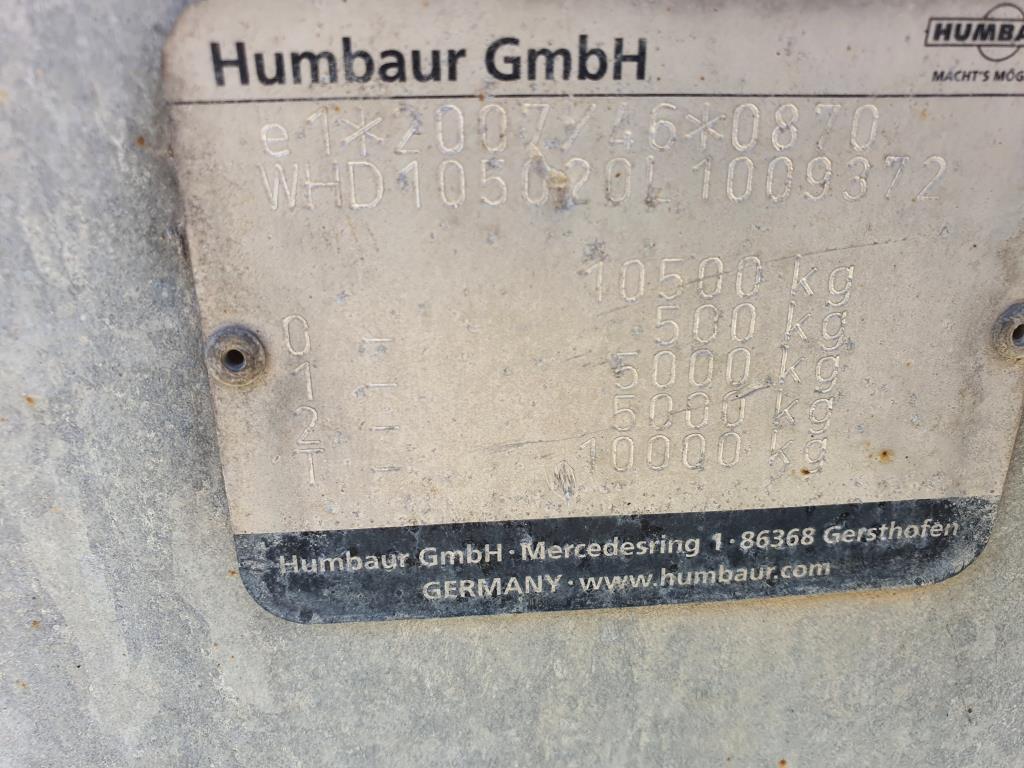 Humbaur GmbH
HUMBA
MACHT'S MÖG
e1*2007/46*0870
WHD105020L1009372
10500 kg
0 - 500 kg
1 - 5000 kg
2 - 5000 kg
T - 10000 kg
Humbaur GmbH · Mercedesring 1 · 86368 Gersthofen
GERMANY · www.humbaur.com